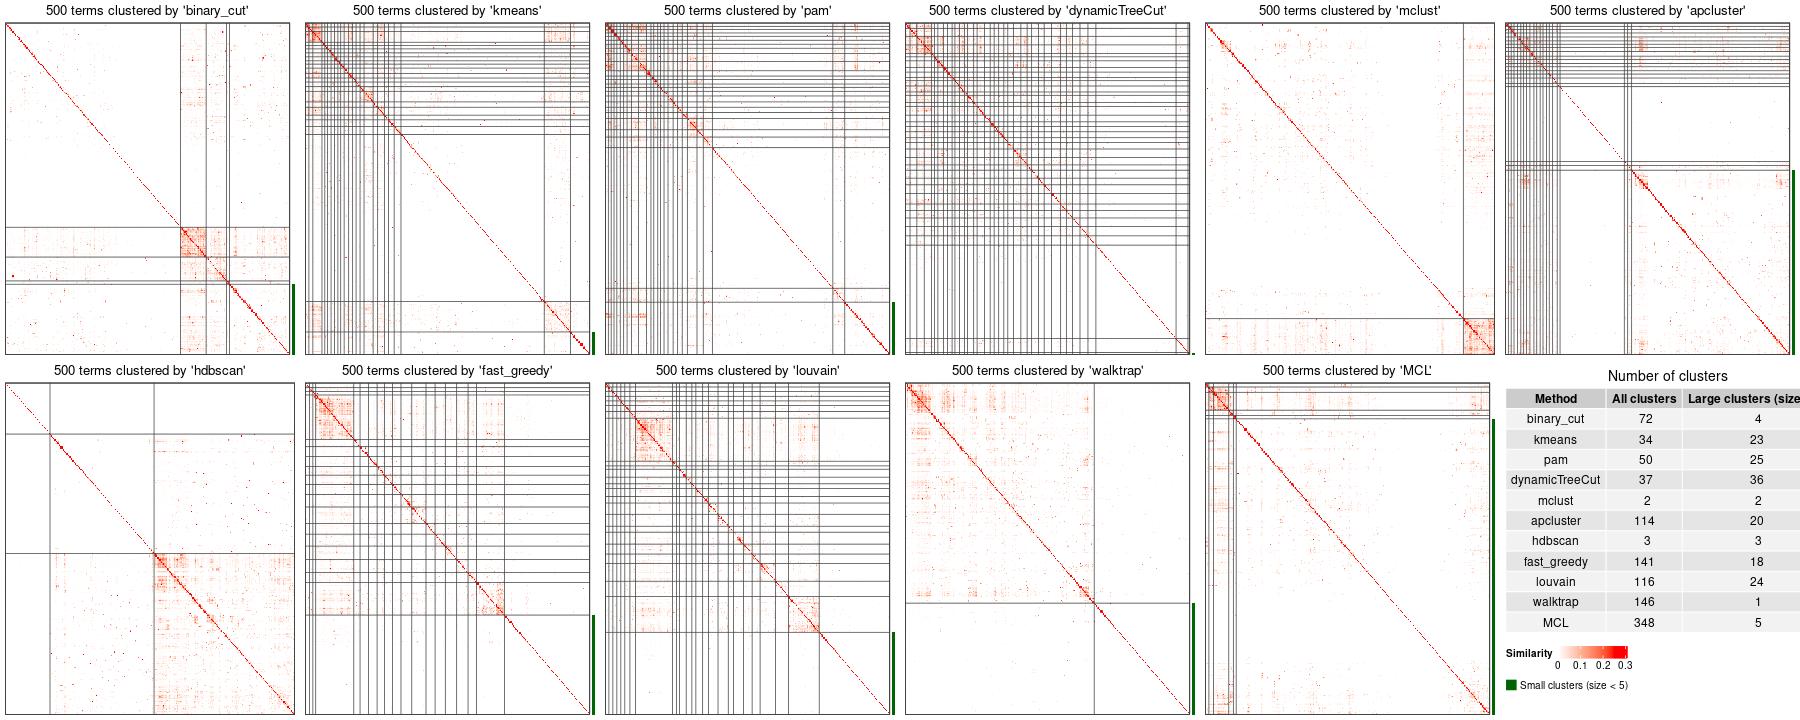 500 terms clustered by 'binary_cut'
500 terms clustered by 'kmeans'
500 terms clustered by 'pam'
500 terms clustered by 'dynamicTreeCut'
500 terms clustered by 'mclust'
500 terms clustered by 'apcluster'
500 terms clustered by 'hdbscan'
500 terms clustered by 'fast_greedy'
500 terms clustered by 'louvain'
500 terms clustered by 'walktrap'
500 terms clustered by 'MCL'
Number of clusters
Method All clusters Large clusters (size
binary_cut 72 4
kmeans 34 23
pam 50 25
dynamicTreeCut 37 36
mclust 2 2
apcluster 114 20
hdbscan 3 3
fast_greedy 141 18
louvain 116 24
walktrap 146 1
MCL 348 5
Similarity
0 0.1 0.2 0.3
Small clusters (size < 5)